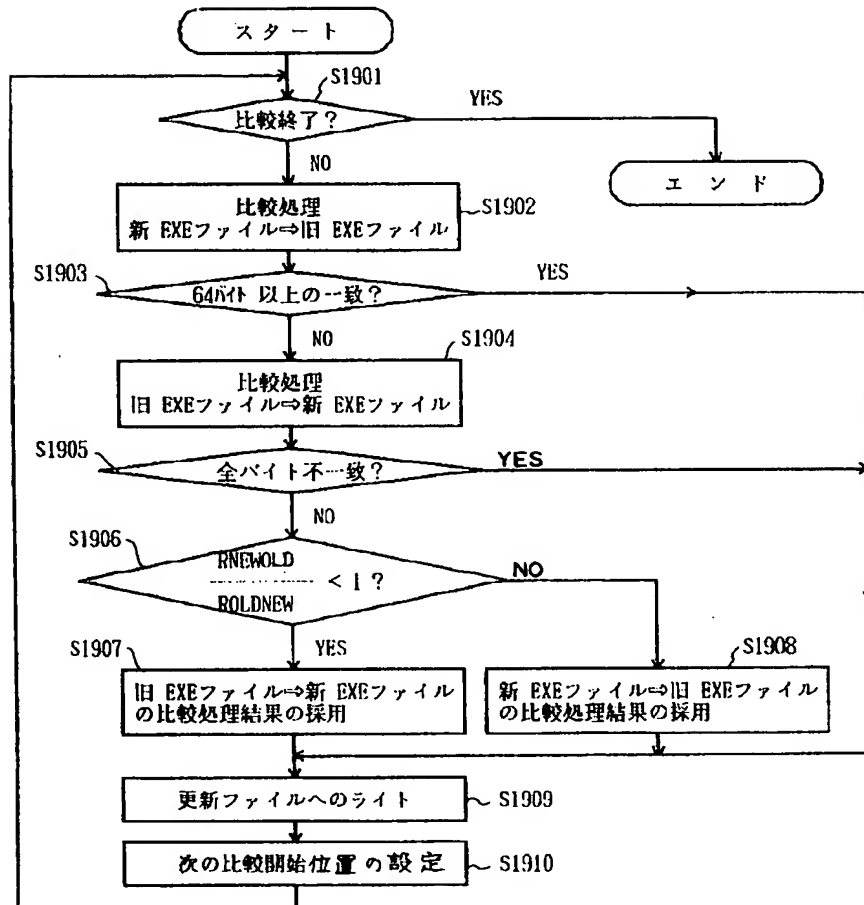 スタート
S1901
比較終了?
YES
NO
エンド
比較処理
新 EXEファイル⇒旧 EXEファイル
S1902
S1903
64バイト 以上の一致?
YES
NO
S1904
比較処理
旧 EXEファイル⇒新 EXEファイル
S1905
全バイト不一致?
YES
NO
S1906
RNEWOLD
ROLDNEW
< 1 ?
NO
YES
S1907
旧 EXEファイル⇒新 EXEファイル
の比較処理結果の採用
S1908
新 EXEファイル⇒旧 EXEファイル
の比較処理結果の採用
更新ファイルへのライト
S1909
次の比較開始位置の設定
S1910